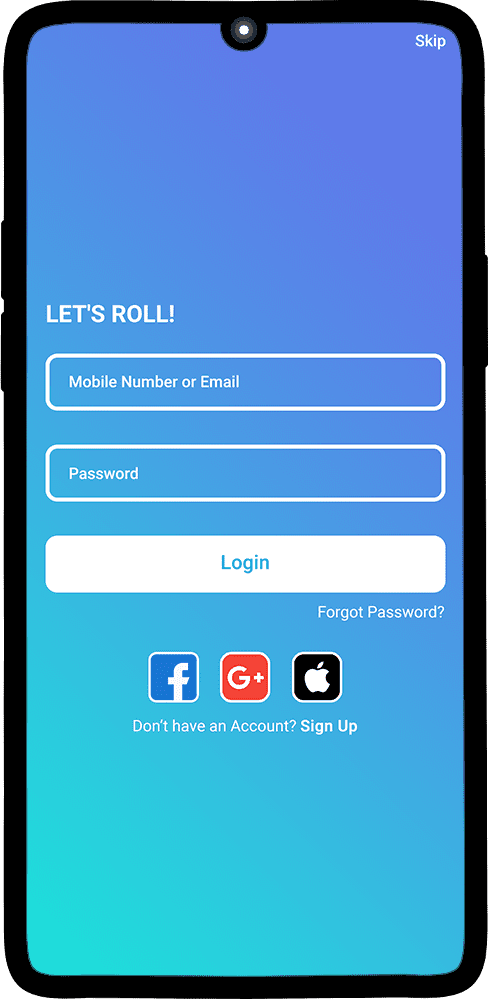 Skip
LET'S ROLL!
Mobile Number or Email
Password
Login
Forgot Password?
f G+
Don't have an Account? Sign Up